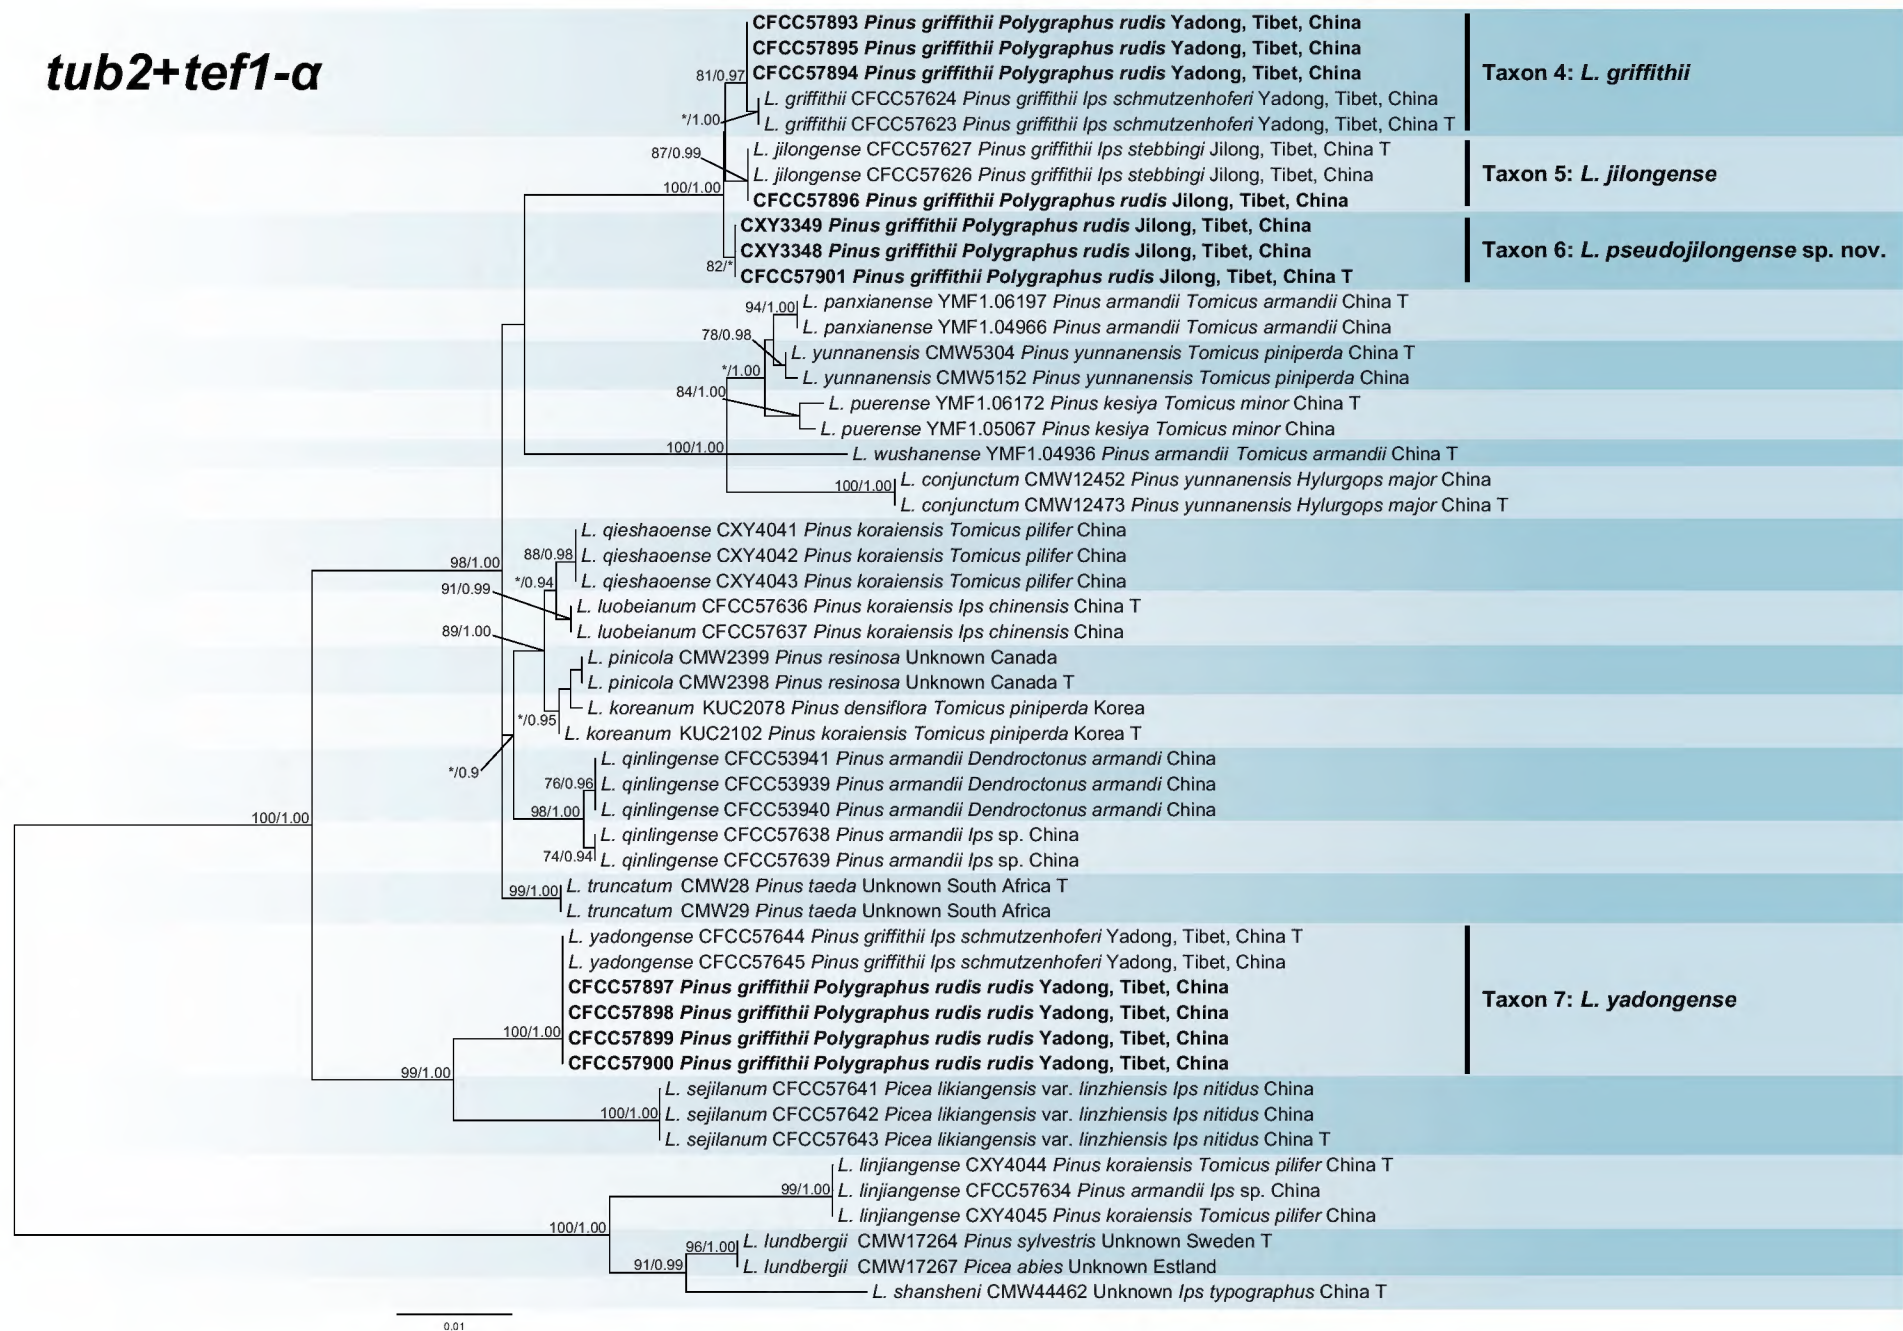 tub2+tef1-α
CFCC57893 Pinus griffithii Polygraphus rudis Yadong, Tibet, China
CFCC57895 Pinus griffithii Polygraphus rudis Yadong, Tibet, China
CFCC57894 Pinus griffithii Polygraphus rudis Yadong, Tibet, China
81/0.97
Taxon 4: L. griffithii
L. griffithii CFCC57624 Pinus griffithii Ips schmutzenhoferi Yadong, Tibet, China
*/1.00
L. griffithii CFCC57623 Pinus griffithii Ips schmutzenhoferi Yadong, Tibet, China T
87/0.99
L. jilongense CFCC57627 Pinus griffithii Ips stebbingi Jilong, Tibet, China T
L. jilongense CFCC57626 Pinus griffithii Ips stebbingi Jilong, Tibet, China
Taxon 5: L. jilongense
100/1.00
CFCC57896 Pinus griffithii Polygraphus rudis Jilong, Tibet, China
CXY3349 Pinus griffithii Polygraphus rudis Jilong, Tibet, China
CXY3348 Pinus griffithii Polygraphus rudis Jilong, Tibet, China
Taxon 6: L. pseudojilongense sp. nov.
82/*
CFCC57901 Pinus griffithii Polygraphus rudis Jilong, Tibet, China T
94/1.00
L. panxianense YMF1.06197 Pinus armandii Tomicus armandii China T
L. panxianense YMF1.04966 Pinus armandii Tomicus armandii China
78/0.98
L. yunnanensis CMW5304 Pinus yunnanensis Tomicus piniperda China T
*/1.00
L. yunnanensis CMW5152 Pinus yunnanensis Tomicus piniperda China
84/1.00
L. puerense YMF1.06172 Pinus kesiya Tomicus minor China T
L. puerense YMF1.05067 Pinus kesiya Tomicus minor China
100/1.00
L. wushanense YMF1.04936 Pinus armandii Tomicus armandii China T
100/1.00
L. conjunctum CMW12452 Pinus yunnanensis Hylurgops major China
L. conjunctum CMW12473 Pinus yunnanensis Hylurgops major China T
L. qieshaoense CXY4041 Pinus koraiensis Tomicus pilifer China
88/0.98
L. qieshaoense CXY4042 Pinus koraiensis Tomicus pilifer China
98/1.00
*/0.94
L. qieshaoense CXY4043 Pinus koraiensis Tomicus pilifer China
91/0.99
L. luobeianum CFCC57636 Pinus koraiensis Ips chinensis China T
89/1.00
L. luobeianum CFCC57637 Pinus koraiensis Ips chinensis China
L. pinicola CMW2399 Pinus resinosa Unknown Canada
L. pinicola CMW2398 Pinus resinosa Unknown Canada T
L. koreanum KUC2078 Pinus densiflora Tomicus piniperda Korea
*/0.95
L. koreanum KUC2102 Pinus koraiensis Tomicus piniperda Korea T
*/0.9
L. qinlingense CFCC53941 Pinus armandii Dendroctonus armandi China
76/0.96
L. qinlingense CFCC53939 Pinus armandii Dendroctonus armandi China
98/1.00
L. qinlingense CFCC53940 Pinus armandii Dendroctonus armandi China
100/1.00
L. qinlingense CFCC57638 Pinus armandii Ips sp. China
74/0.94
L. qinlingense CFCC57639 Pinus armandii Ips sp. China
99/1.00
L. truncatum CMW28 Pinus taeda Unknown South Africa T
L. truncatum CMW29 Pinus taeda Unknown South Africa
L. yadongense CFCC57644 Pinus griffithii Ips schmutzenhoferi Yadong, Tibet, China T
L. yadongense CFCC57645 Pinus griffithii Ips schmutzenhoferi Yadong, Tibet, China
CFCC57897 Pinus griffithii Polygraphus rudis rudis Yadong, Tibet, China
Taxon 7: L. yadongense
CFCC57898 Pinus griffithii Polygraphus rudis rudis Yadong, Tibet, China
100/1.00
CFCC57899 Pinus griffithii Polygraphus rudis rudis Yadong, Tibet, China
CFCC57900 Pinus griffithii Polygraphus rudis rudis Yadong, Tibet, China
99/1.00
L. sejilanum CFCC57641 Picea likiangensis var. linzhiensis Ips nitidus China
100/1.00
L. sejilanum CFCC57642 Picea likiangensis var. linzhiensis Ips nitidus China
L. sejilanum CFCC57643 Picea likiangensis var. linzhiensis Ips nitidus China T
L. linjiangense CXY4044 Pinus koraiensis Tomicus pilifer China T
99/1.00
L. linjiangense CFCC57634 Pinus armandii Ips sp. China
L. linjiangense CXY4045 Pinus koraiensis Tomicus pilifer China
100/1.00
96/1.00
L. lundbergii CMW17264 Pinus sylvestris Unknown Sweden T
91/0.99
L. lundbergii CMW17267 Picea abies Unknown Estland
L. shansheni CMW44462 Unknown Ips typographus China T
0.01